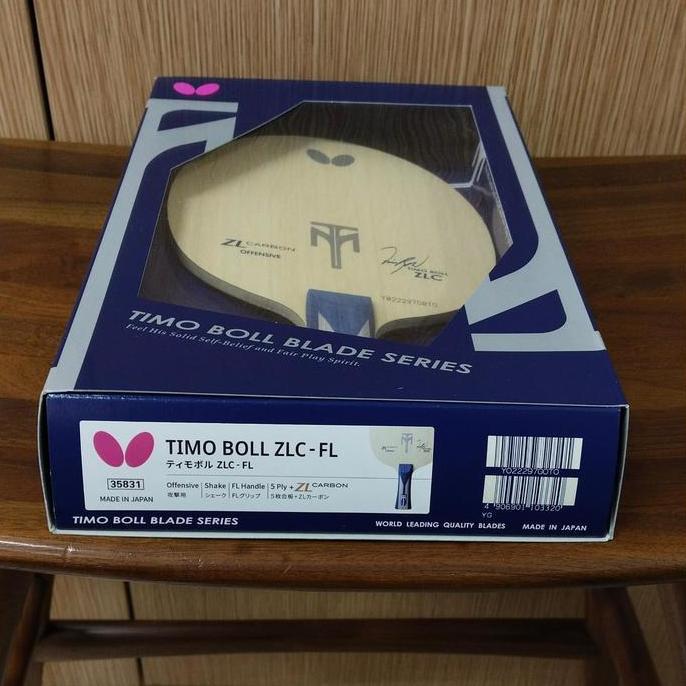 ZL CARBON
OFFENSIVE
TIMO BOLL
ZLC
TIMO BOLL BLADE SERIES
Feel His Solid Self-Belief and Fair Play Spirit.
TIMO BOLL ZLC-FL
ティモボル ZLC-FL
35831
MADE IN JAPAN
Offensive Shake FL Handle 5 Ply + ZL CARBON
攻撃用 シェーク FLグリップ 5枚合板+ZLカーボン
YG
4 906901 103320
TIMO BOLL BLADE SERIES
WORLD LEADING QUALITY BLADES MADE IN JAPAN